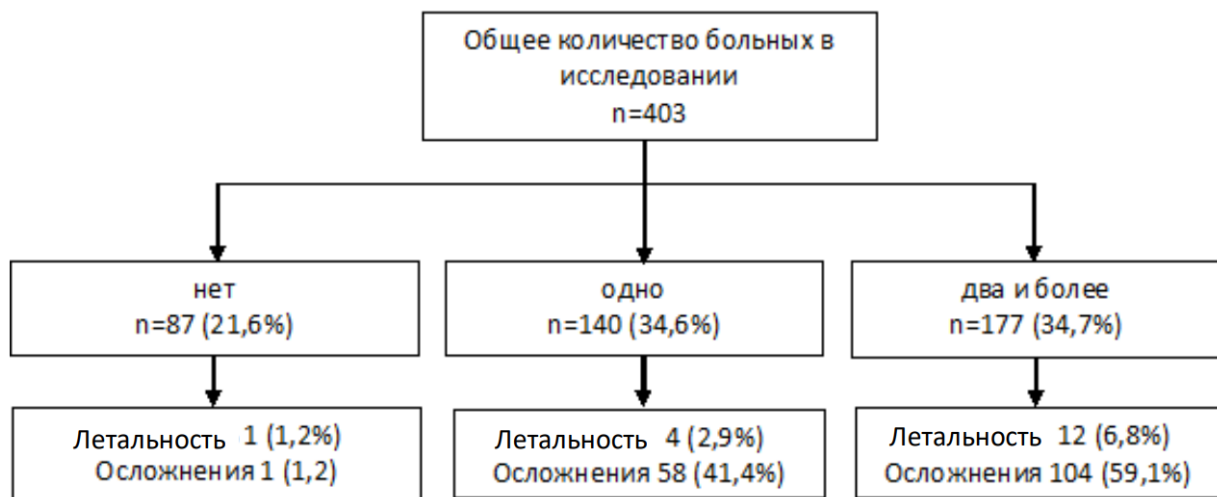 Общее количество больных в
исследовании
n=403
нет
n=87 (21,6%)
одно
n=140 (34,6%)
два и более
n=177 (34,7%)
Летальность 1 (1,2%)
Осложнения 1 (1,2)
Летальность 4 (2,9%)
Осложнения 58 (41,4%)
Летальность 12 (6,8%)
Осложнения 104 (59,1%)